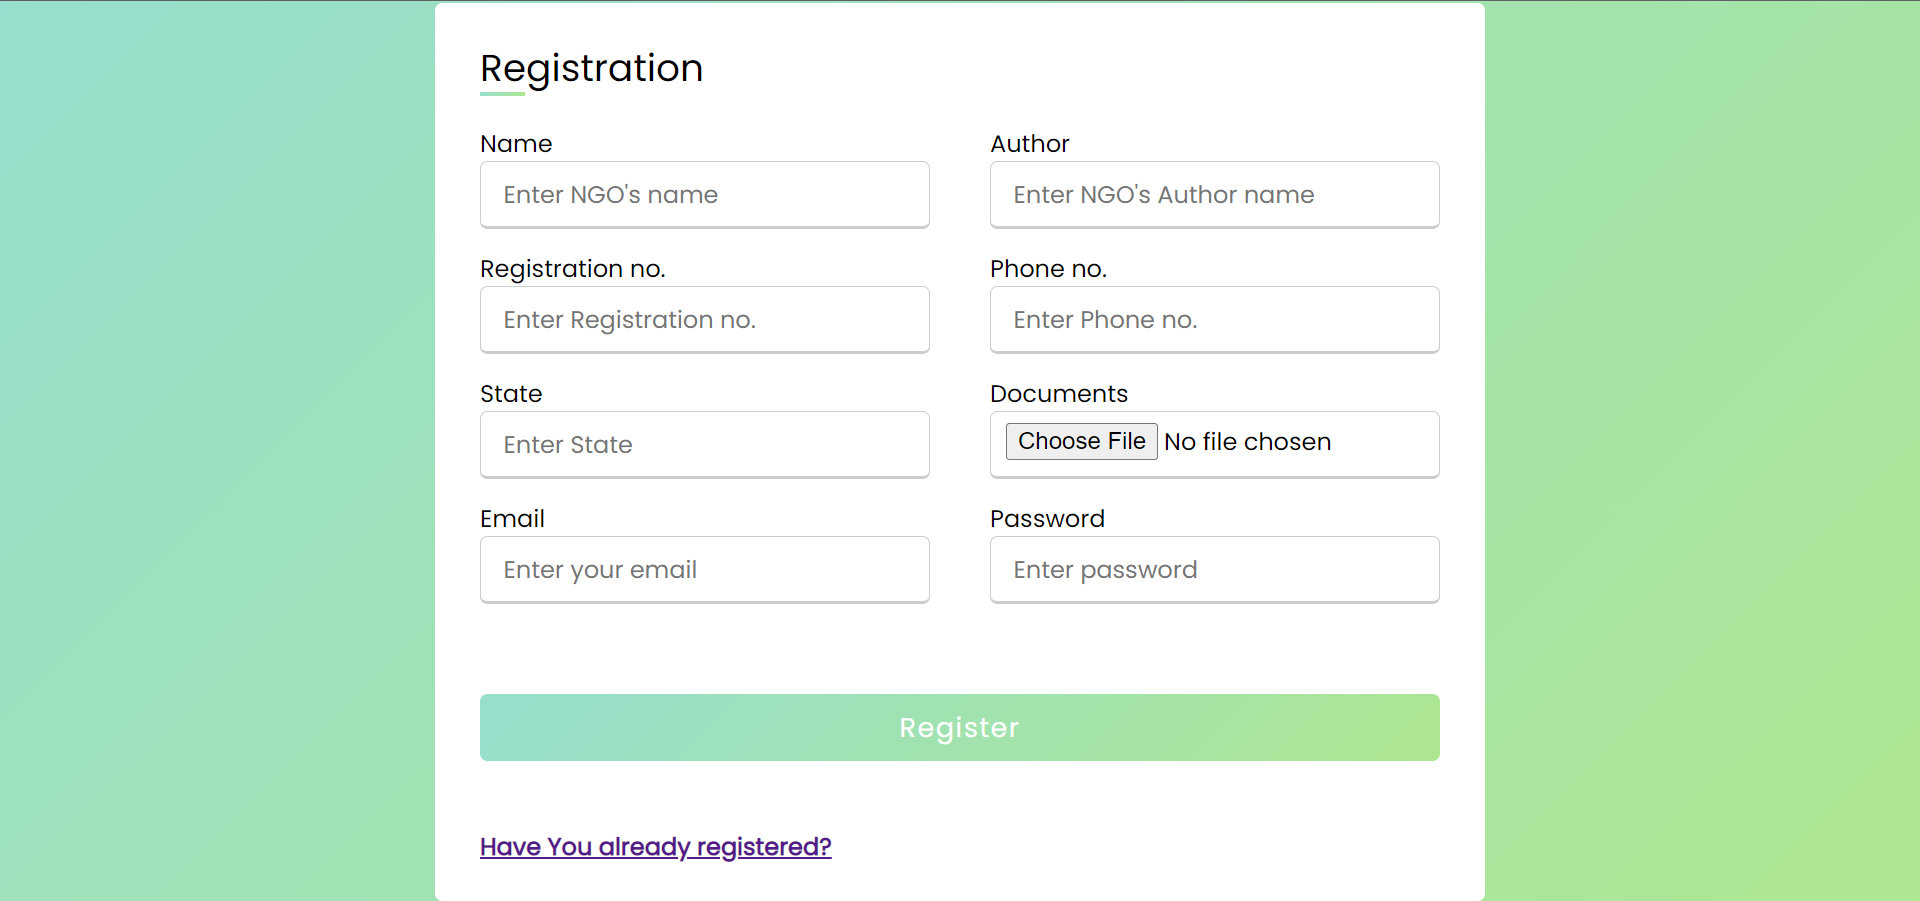 Registration
Name
Author
Enter NGO's name
Enter NGO's Author name
Registration no.
Phone no.
Enter Registration no.
Enter Phone no.
State
Documents
Enter State
Choose File No file chosen
Email
Password
Enter your email
Enter password
Register
Have You already registered?